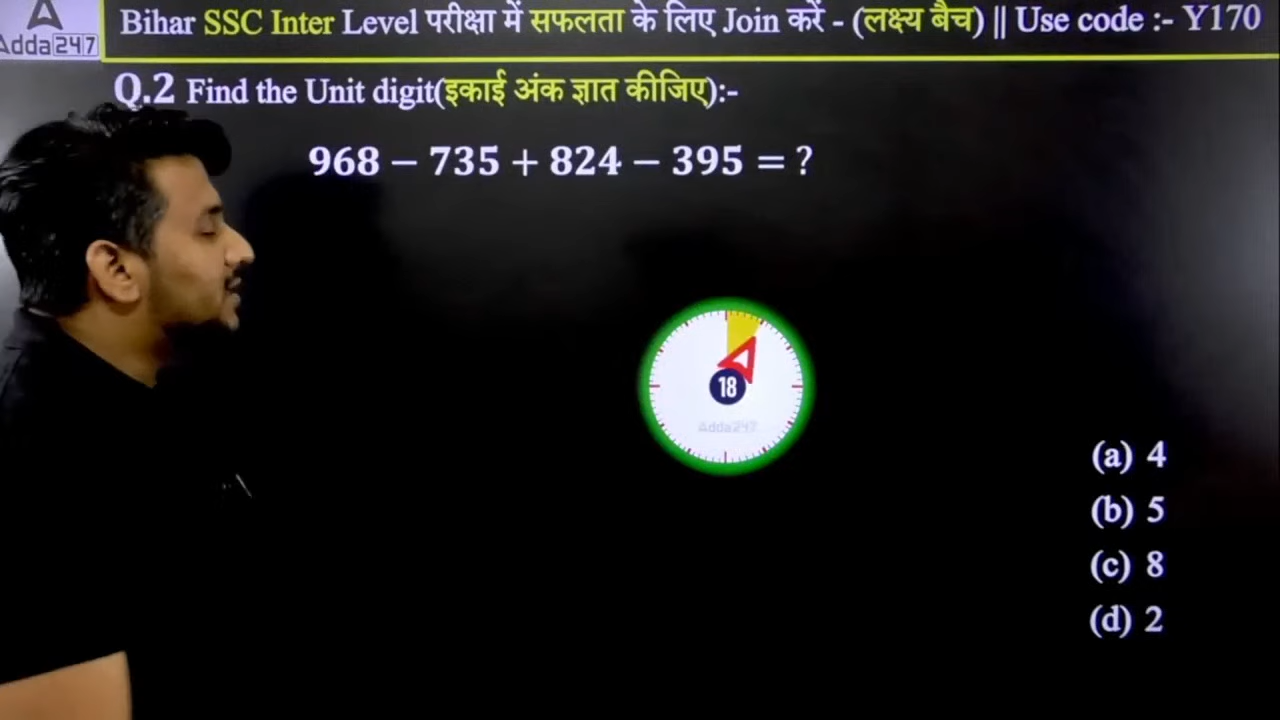 Bihar SSC Inter Level परीक्षा में सफलता के लिए Join करें - (लक्ष्य बैच) || Use code :- Y170
Adda247
Q.2 Find the Unit digit(इकाई अंक ज्ञात कीजिए):-
968 − 735 + 824 − 395 = ?
18
Adda247
(a) 4
(b) 5
(c) 8
(d) 2